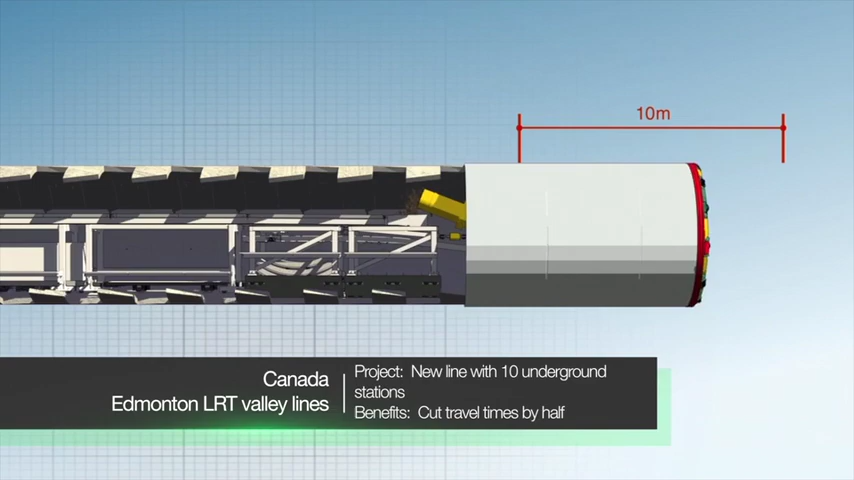 10m
Canada
Edmonton LRT valley lines
Project: New line with 10 underground
stations
Benefits: Cut travel times by half